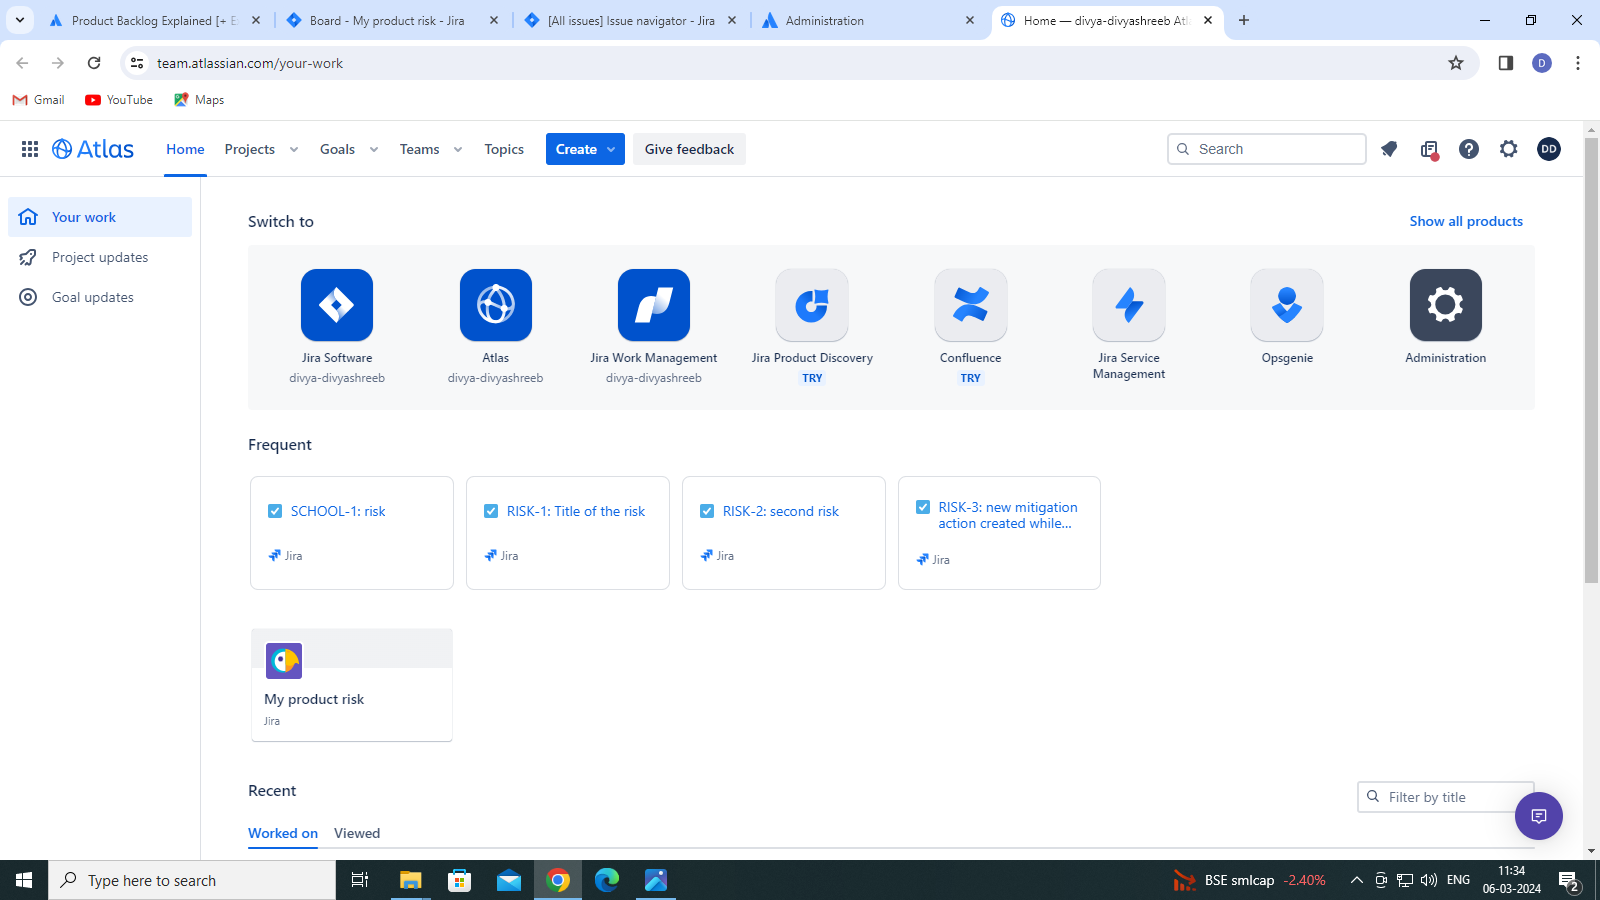 Product Backlog Explained [+ Ex
Board - My product risk - Jira
[All issues] Issue navigator - Jira
Administration
Home — divya-divyashreeb Atla
team.atlassian.com/your-work
D
Gmail
YouTube
Maps
Atlas
Home
Projects
Goals
Teams
Topics
Create
Give feedback
Search
DD
Your work
Project updates
Goal updates
Switch to
Show all products
Jira Software
divya-divyashreeb
Atlas
divya-divyashreeb
Jira Work Management
divya-divyashreeb
Jira Product Discovery
TRY
Confluence
TRY
Jira Service
Management
Opsgenie
Administration
Frequent
SCHOOL-1: risk
Jira
RISK-1: Title of the risk
Jira
RISK-2: second risk
Jira
RISK-3: new mitigation
action created while...
Jira
My product risk
Jira
Recent
Filter by title
Worked on
Viewed
Type here to search
BSE smlcap -2.40%
ENG
11:34
06-03-2024
2